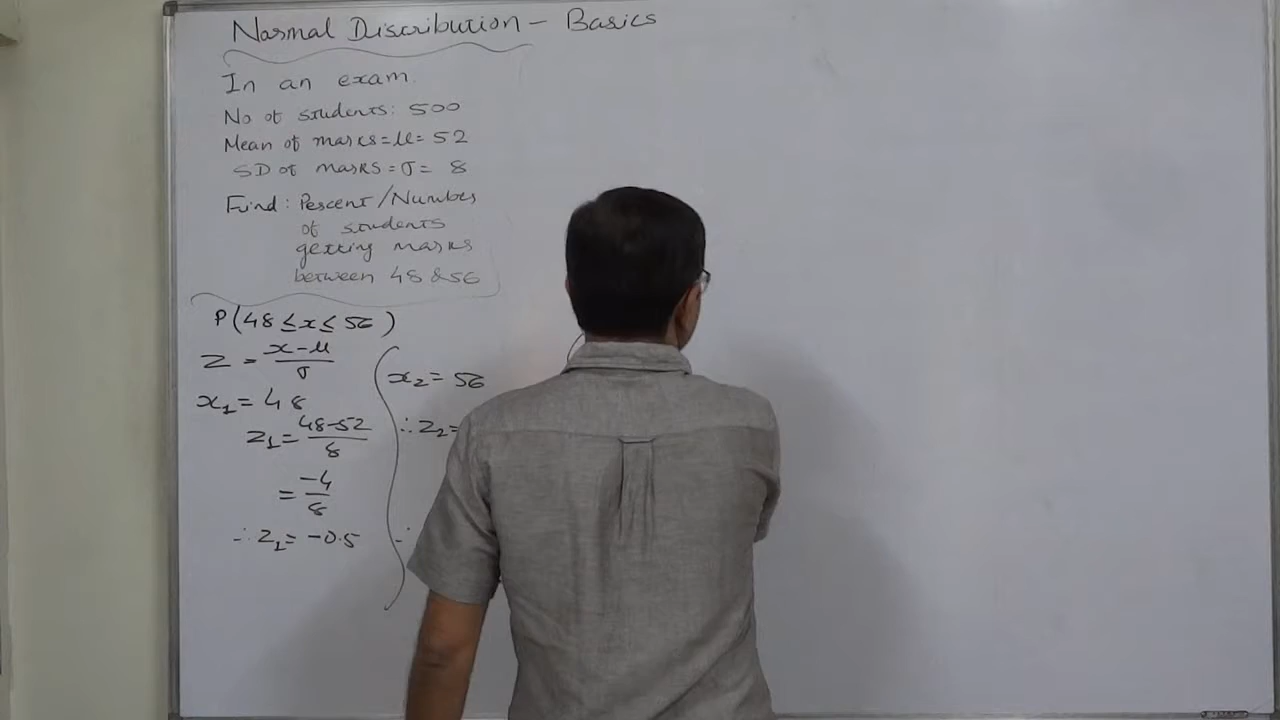 Normal Discribution - Basics
In an exam.
No of students: 500
Mean of marks = μ = 52
SD of marks = σ = 8
Find: Percent/Number
of students
getting marks
between 48 & 56
P(48 ≤ x ≤ 56)
Z = (x-μ)/σ
x₁ = 48
Z₁ = (48-52)/8
= -4/8
∴ Z₁ = -0.5
x₂ = 56
∴ Z₂ =